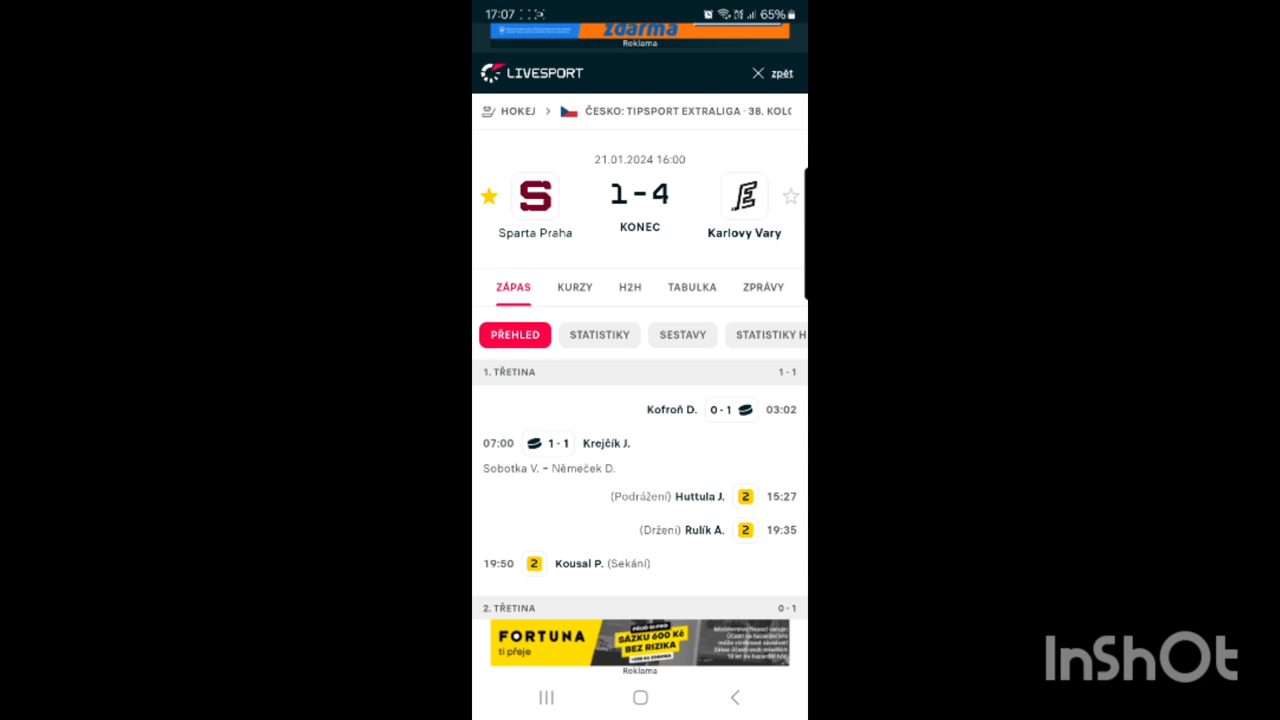 17:07
65%
zdarma
Reklama
LIVESPORT
zpět
HOKEJ > ČESKO: TIPSPORT EXTRALIGA · 38. KOLO
21.01.2024 16:00
1 - 4
KONEC
Sparta Praha
Karlovy Vary
ZÁPAS KURZY H2H TABULKA ZPRÁVY
PŘEHLED STATISTIKY SESTAVY STATISTIKY H
1. TŘETINA 1 - 1
Kofroň D. 0 - 1 03:02
07:00 1 - 1 Krejčík J.
Sobotka V. - Němeček D.
(Podrážení) Huttula J. 2 15:27
(Držení) Rulík A. 2 19:35
19:50 2 Kousal P. (Sekání)
2. TŘETINA 0 - 1
FORTUNA
ti přeje
SÁZKU 600 Kč
BEZ RIZIKA
Reklama
InShOt